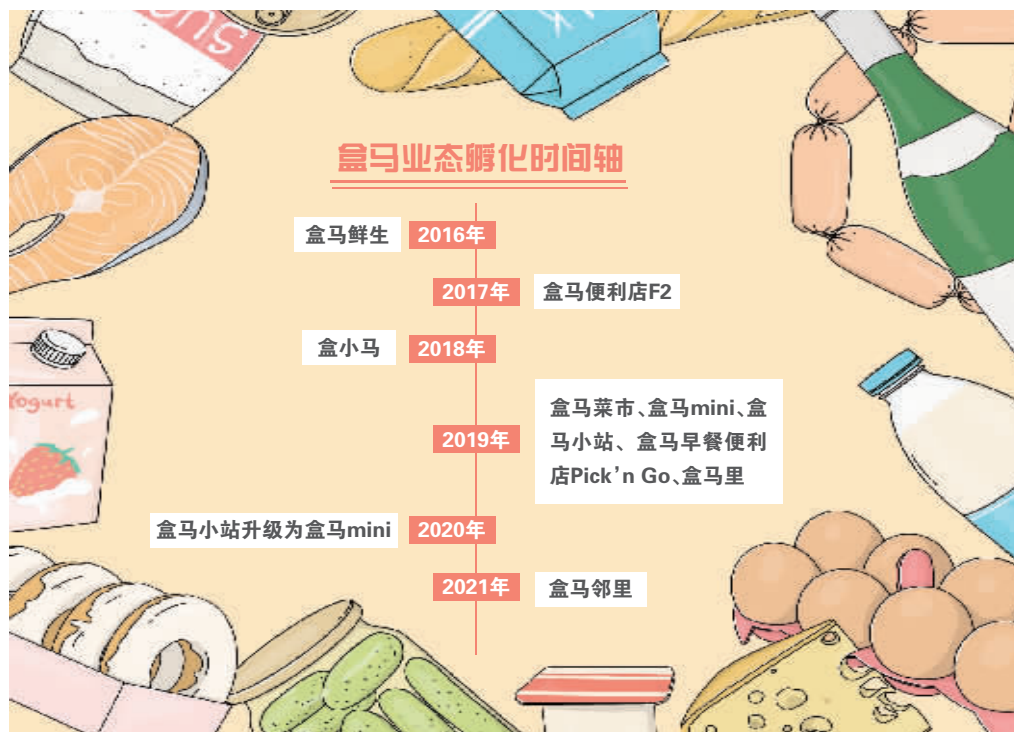 盒马业态孵化时间轴
盒马鲜生
2016年
2017年
盒马便利店F2
盒小马
2018年
2019年
盒马菜市、盒马mini、盒
马小站、盒马早餐便利
店Pick’n Go、盒马里
盒马小站升级为盒马mini
2020年
2021年
盒马邻里
Yogurt